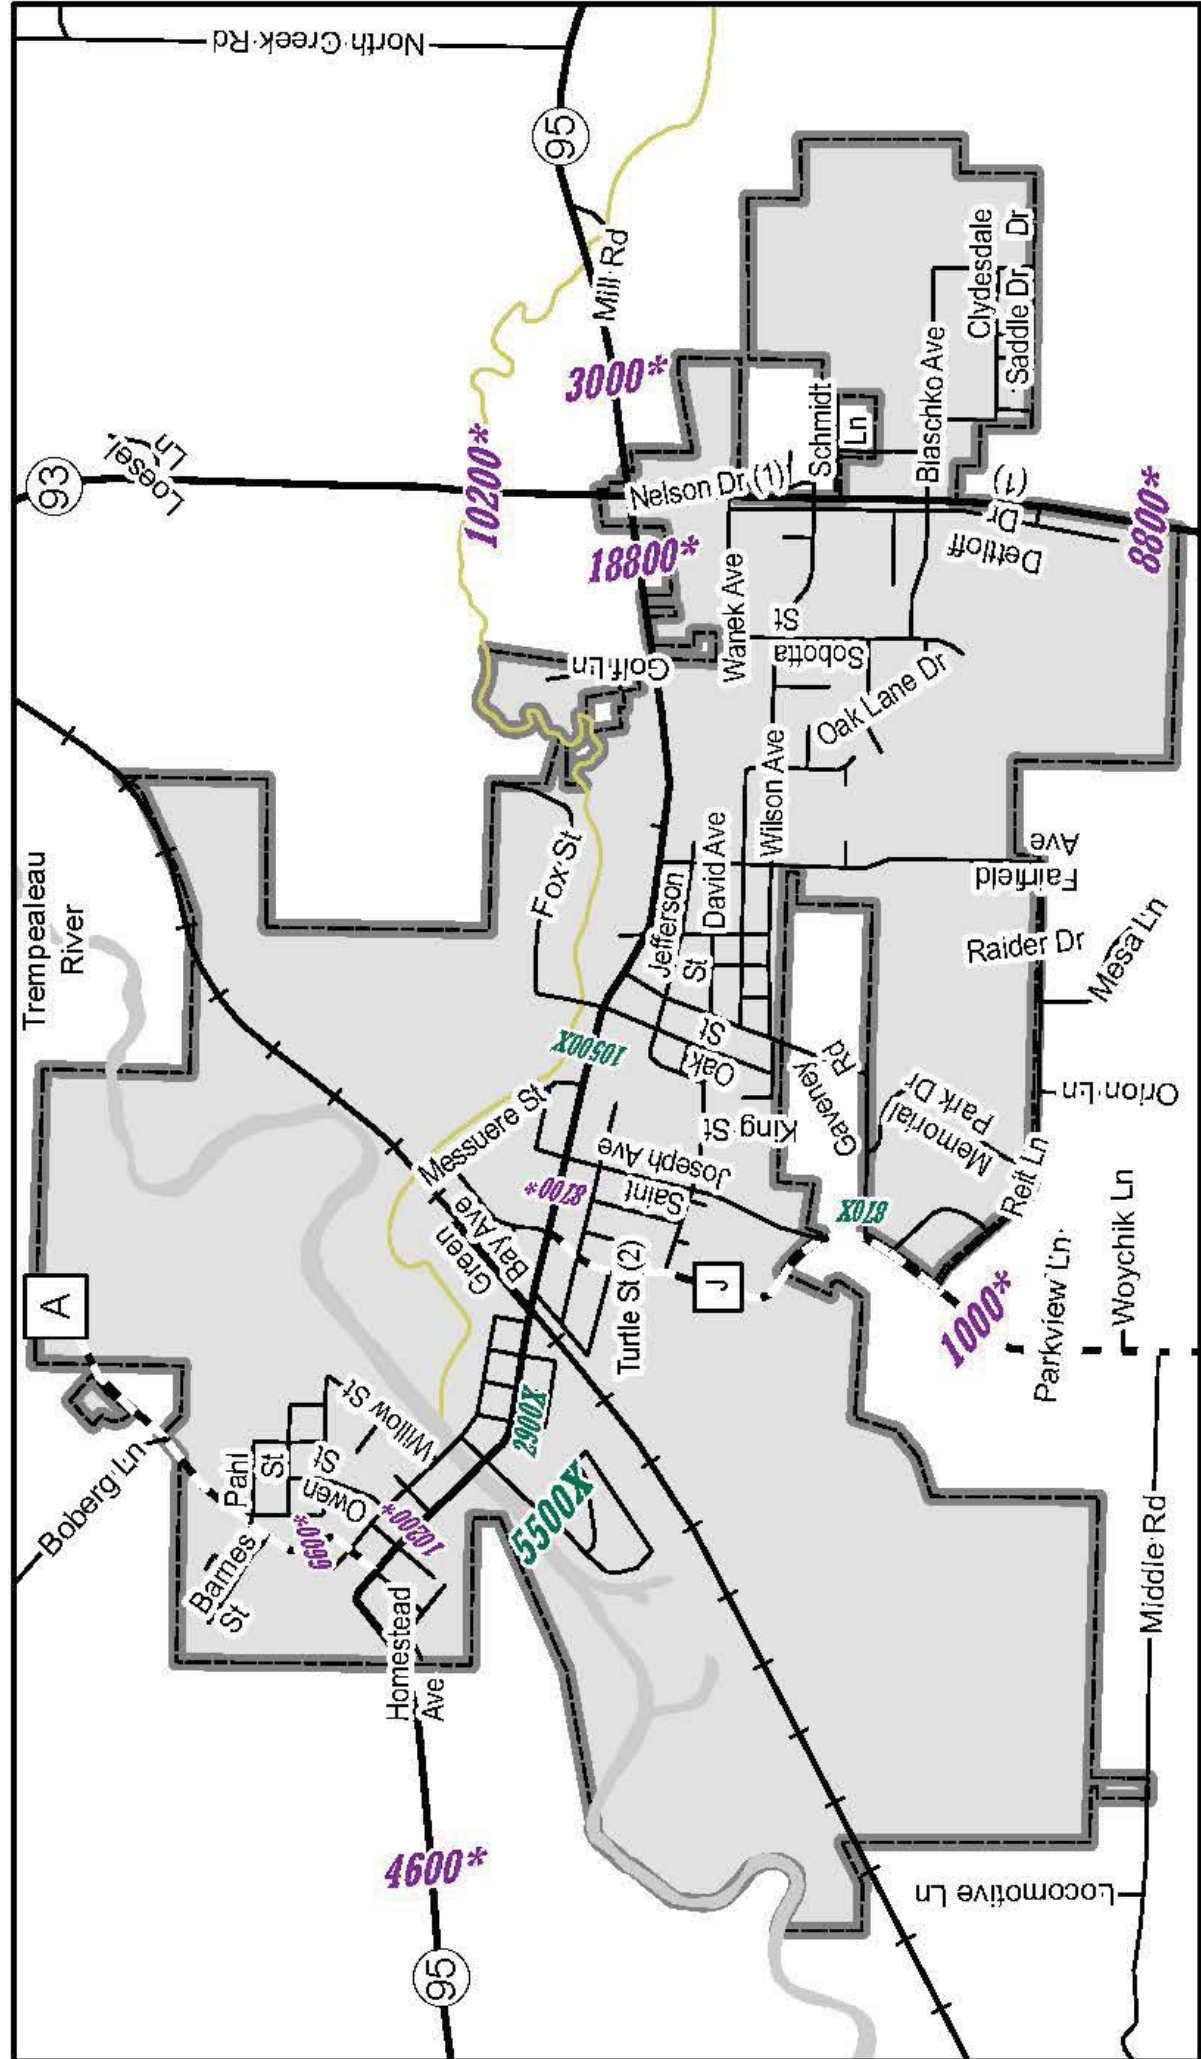 North Creek Rd
95
93
Loesel
Ln
Mill Rd
3000*
10200*
18800*
Nelson Dr (1)
Schmidt
Ln
Blaschko Ave
Clydesdale
Dr
Saddle Dr
Dettloff
Dr
(1)
8800*
Wanek Ave
Sobotta
St
Oak Lane Dr
Golf Ln
Wilson Ave
David Ave
Jefferson
St
Fox St
Fairfield
Ave
Raider Dr
Mesa Ln
Trempealeau
River
10500X
Oak
St
King St
Gaveney
Rd
Memorial
Park Dr
Orion Ln
Reit Ln
Messuere St
8700*
Saint
Joseph Ave
870X
Green
Bay Ave
Turtle St (2)
J
A
1000*
Parkview Ln
Woychik Ln
Boberg Ln
Pahl
St
Willow St
Owen
St
2900X
5500X
Barnes
St
6600*
10200*
Homestead
Ave
Middle Rd
4600*
95
Locomotive Ln